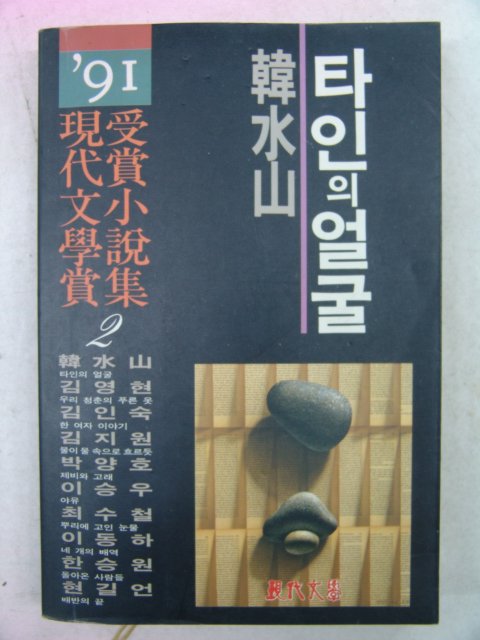 '91
現代文學賞
受賞小說集
2
타인의 얼굴
韓水山
韓水山
타인의 얼굴
김영현
우리 청춘의 푸른 옷
김인숙
한 여자 이야기
김지원
물이 물 속으로 흐르듯
박양호
제비와 고래
이승우
야유
최수철
뿌리에 고인 눈물
이동하
네 개의 배역
한승원
돌아온 사람들
현길언
배반의 끝
現代文學